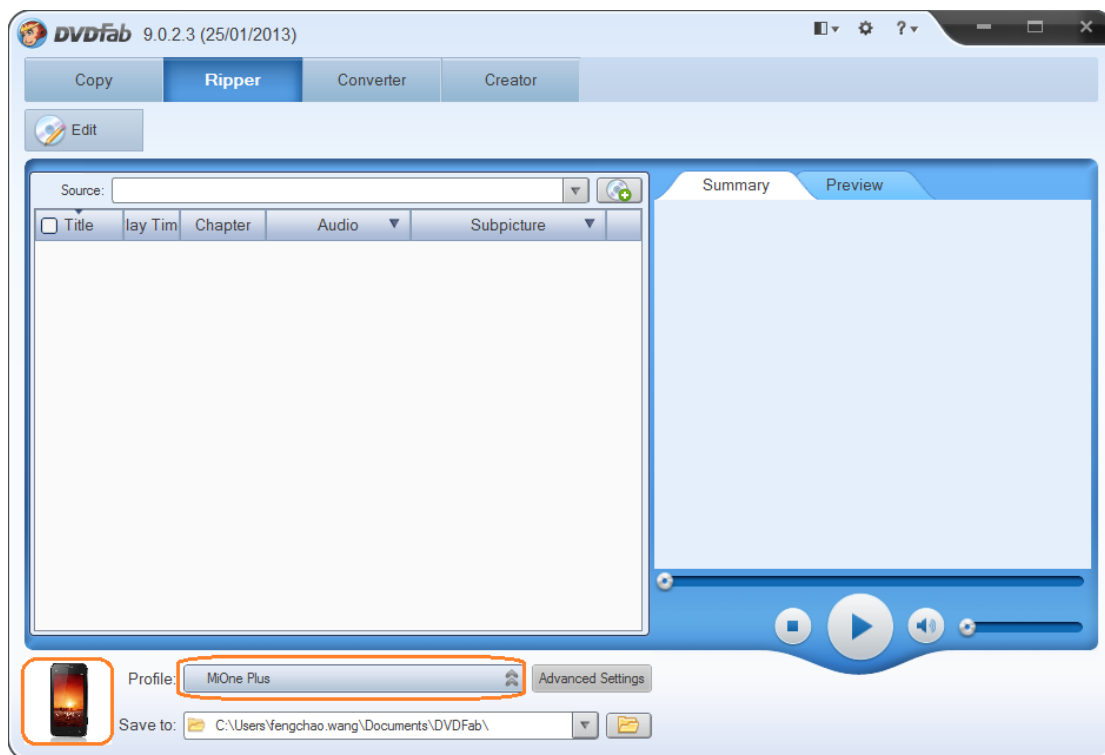 DVDFab 9.0.2.3 (25/01/2013) ?
Copy Ripper Converter Creator
Edit
Source:
Summary Preview
Title lay Tim Chapter Audio Subpicture
Profile: MiOne Plus Advanced Settings
Save to: C:\Users\fengchao.wang\Documents\DVDFab\